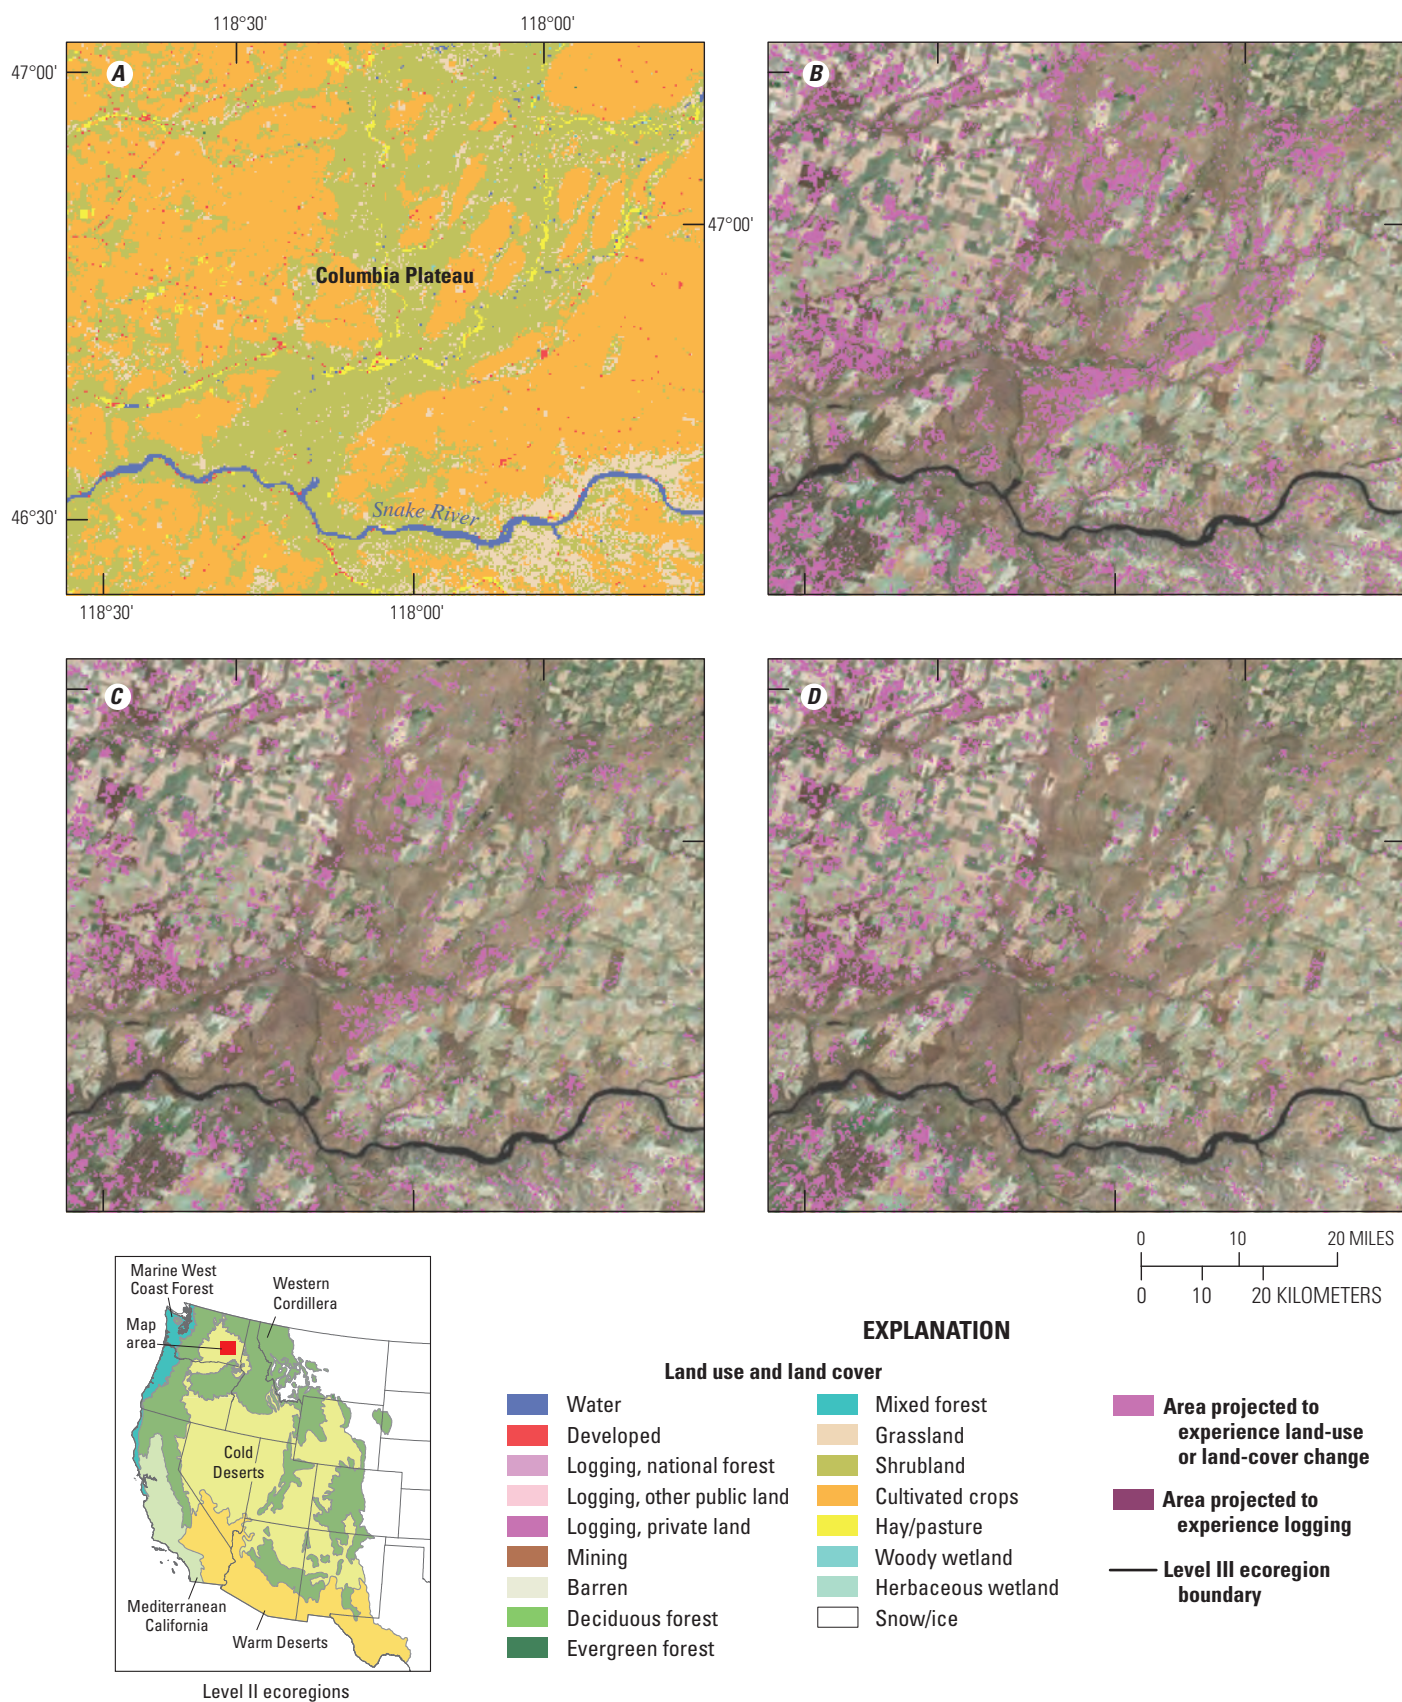 118°30'
118°00'
47°00'
A
B
47°00'
Columbia Plateau
Snake River
46°30'
118°30'
118°00'
C
D
0 10 20 MILES
0 10 20 KILOMETERS
Marine West
Coast Forest
Western
Cordillera
Map
area
Cold
Deserts
Mediterranean
California
Warm Deserts
Level II ecoregions
EXPLANATION
Land use and land cover
Water
Developed
Logging, national forest
Logging, other public land
Logging, private land
Mining
Barren
Deciduous forest
Evergreen forest
Mixed forest
Grassland
Shrubland
Cultivated crops
Hay/pasture
Woody wetland
Herbaceous wetland
Snow/ice
Area projected to
experience land-use
or land-cover change
Area projected to
experience logging
Level III ecoregion
boundary